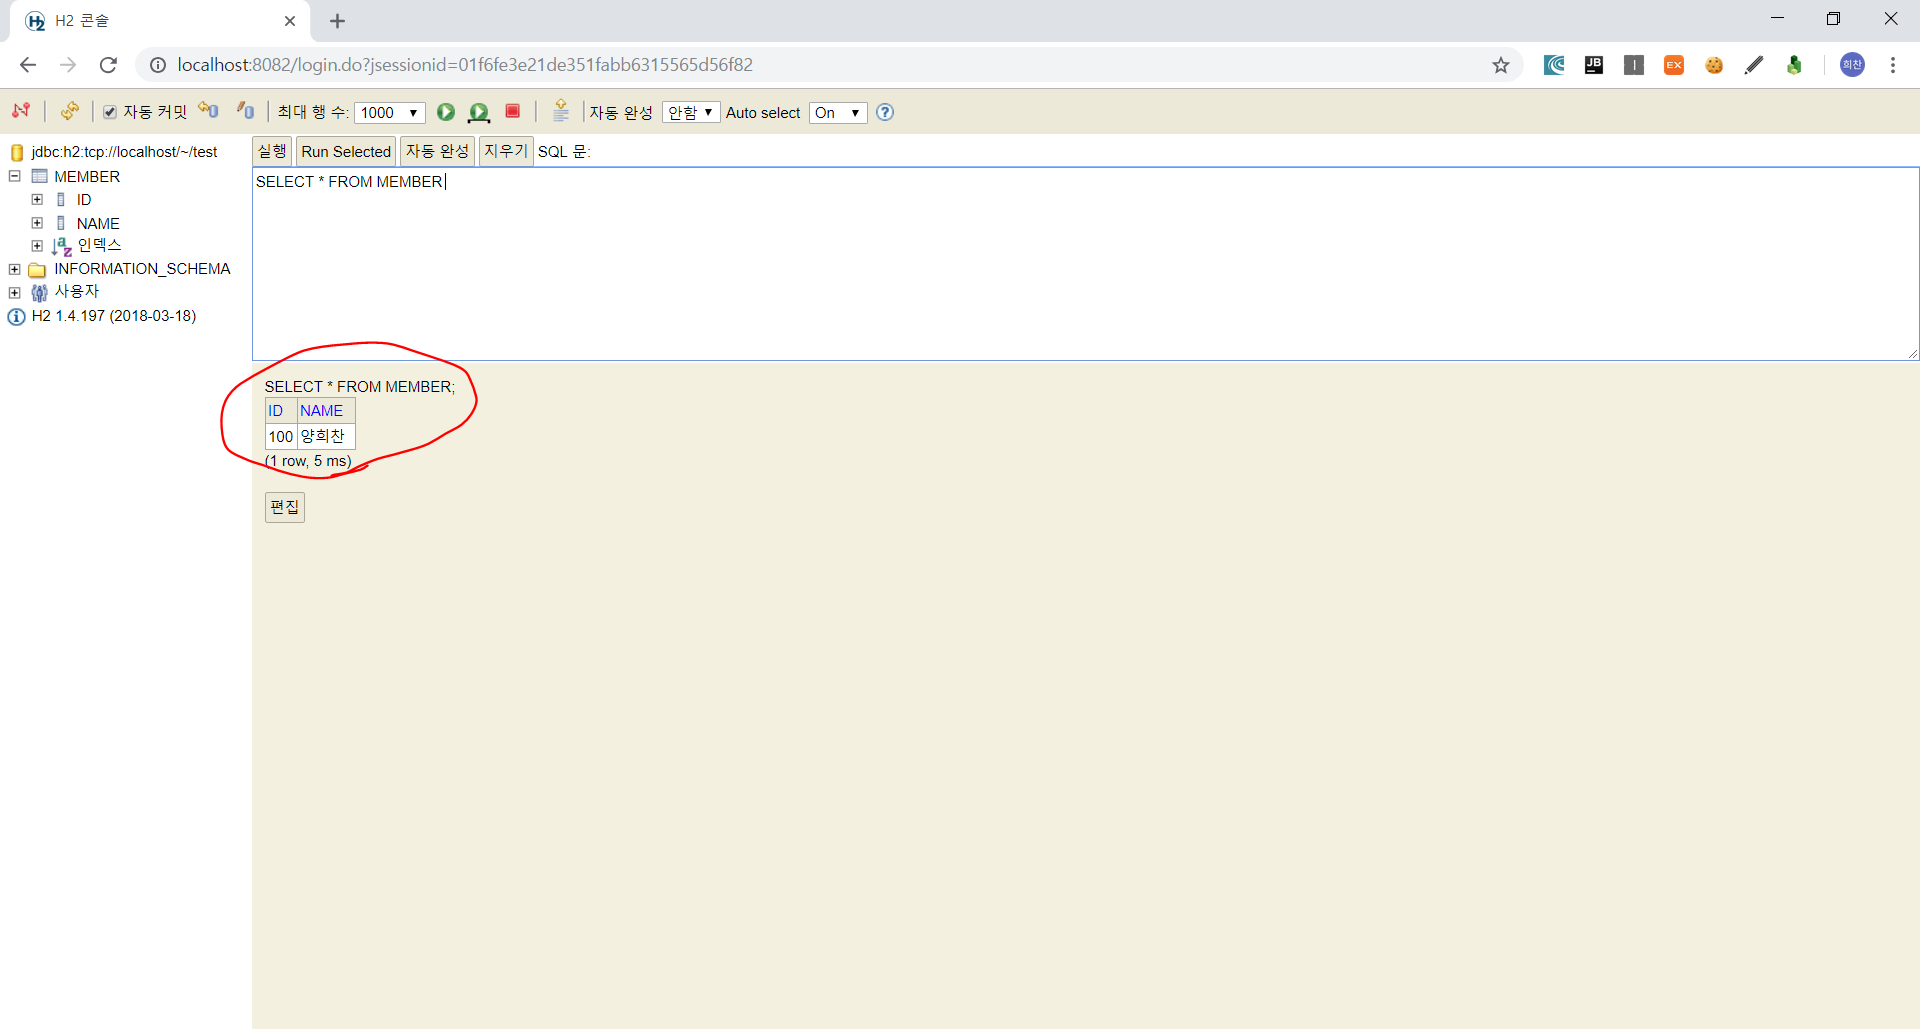 H2 콘솔
localhost:8082/login.do?jsessionid=01f6fe3e21de351fabb6315565d56f82
JB
EX
희찬
자동 커밋 최대 행 수: 1000 자동 완성 안함 Auto select On
jdbc:h2:tcp://localhost/~/test
MEMBER
ID
NAME
인덱스
INFORMATION_SCHEMA
사용자
H2 1.4.197 (2018-03-18)
실행 Run Selected 자동 완성 지우기 SQL 문:
SELECT * FROM MEMBER
SELECT * FROM MEMBER;
ID NAME
100 양희찬
(1 row, 5 ms)
편집